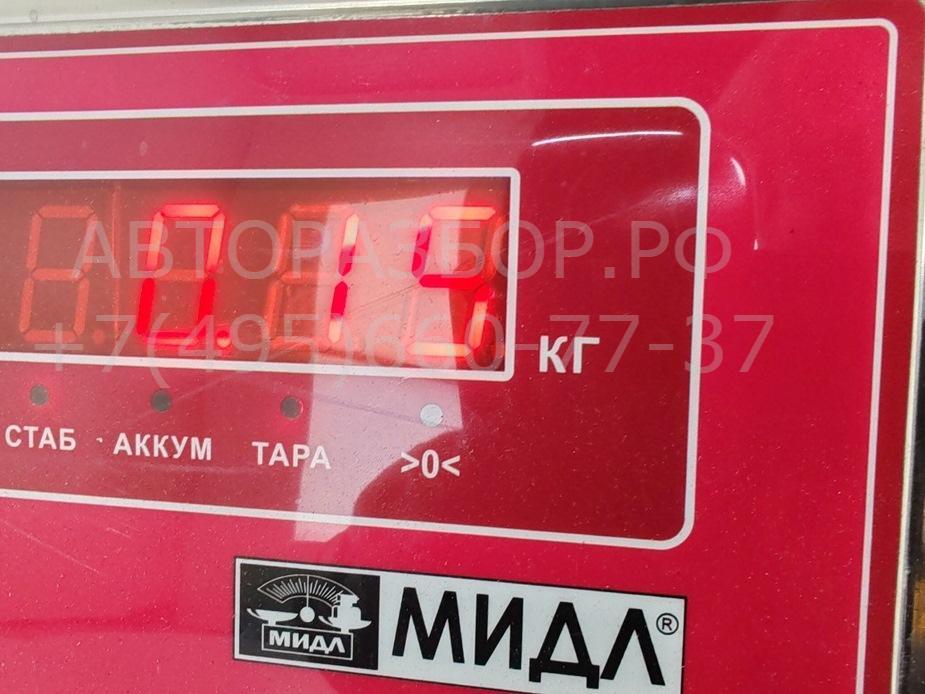 0.15
АВТОРАЗБОР.РФ
+7(495)660-77-37
КГ
СТАБ АККУМ ТАРА >0<
МИДЛ МИДЛ®